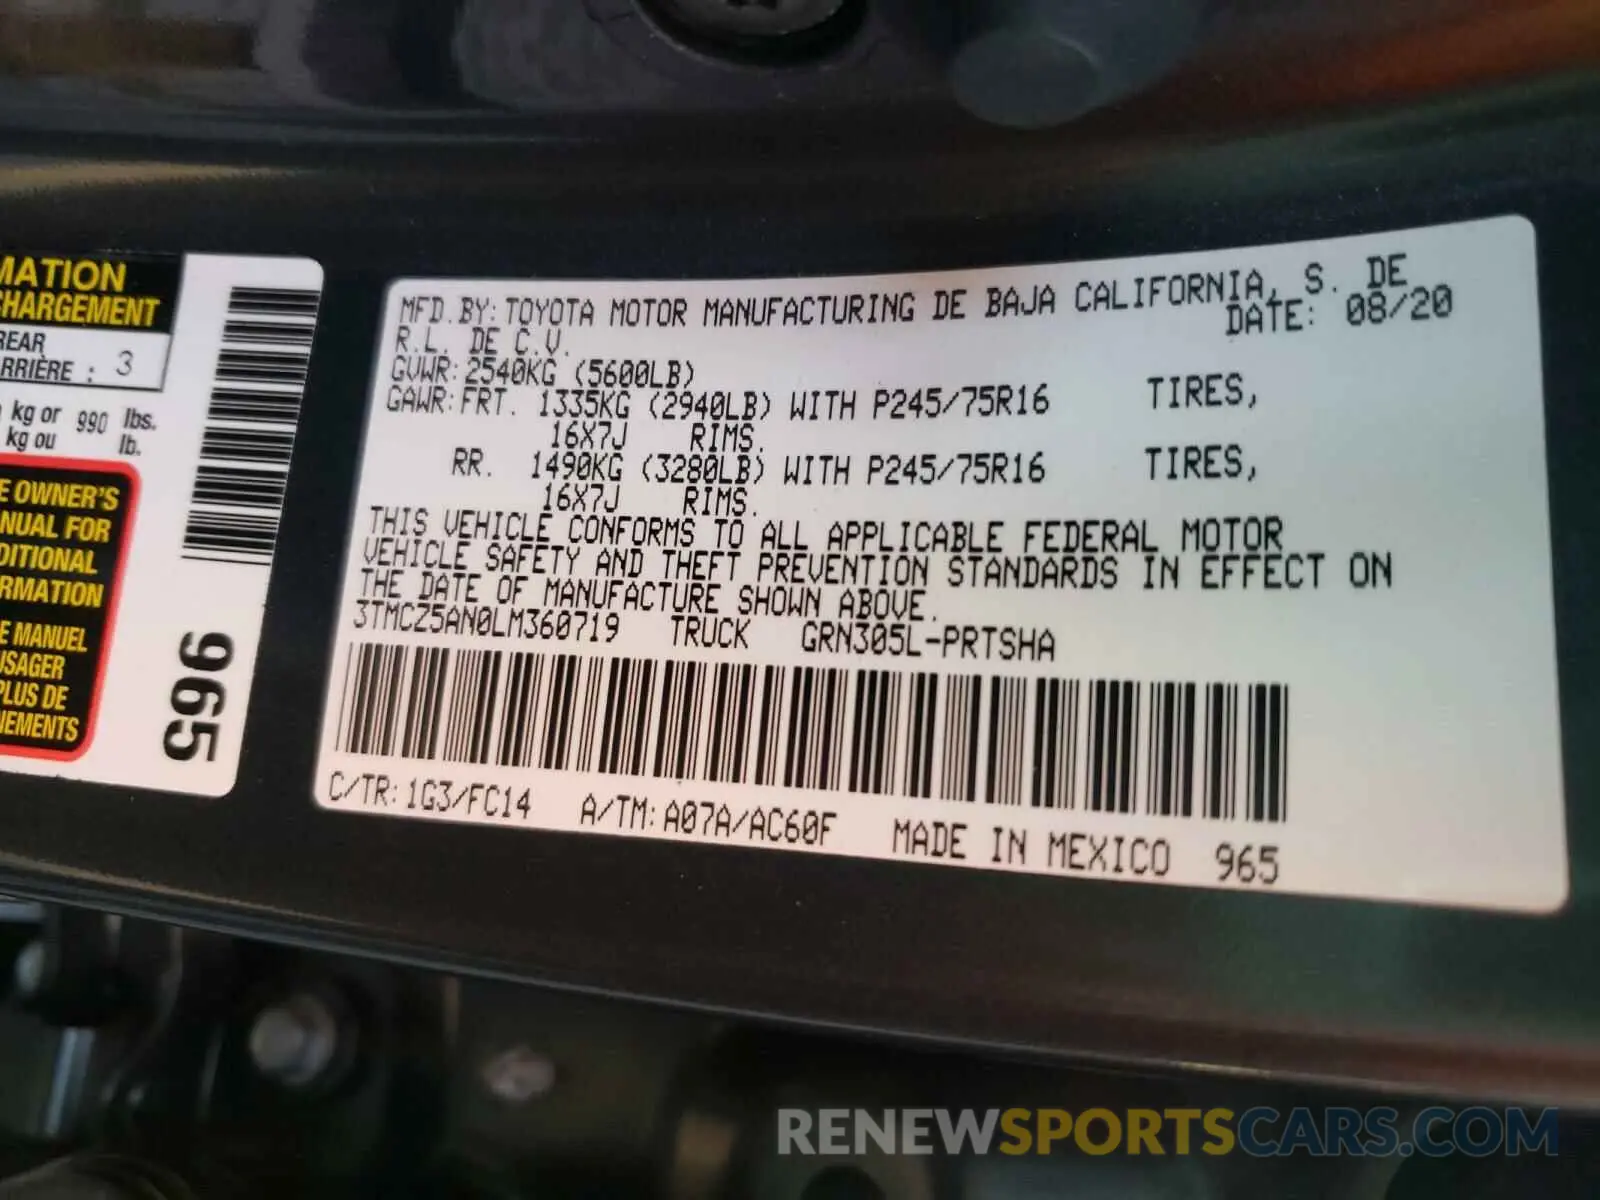 MATION
CHARGEMENT
REAR
ARRIÈRE : 3
kg or 990 lbs.
kg ou lb.
E OWNER'S
NUAL FOR
DITIONAL
RMATION
E MANUEL
USAGER
PLUS DE
NEMENTS
965
MFD.BY: TOYOTA MOTOR MANUFACTURING DE BAJA CALIFORNIA, S. DE
R.L. DE C.V. DATE: 08/20
GVWR: 2540KG (5600LB)
GAWR: FRT. 1335KG (2940LB) WITH P245/75R16 TIRES,
16X7J RIMS.
RR. 1490KG (3280LB) WITH P245/75R16 TIRES,
16X7J RIMS.
THIS VEHICLE CONFORMS TO ALL APPLICABLE FEDERAL MOTOR
VEHICLE SAFETY AND THEFT PREVENTION STANDARDS IN EFFECT ON
THE DATE OF MANUFACTURE SHOWN ABOVE.
3TMCZ5AN0LM360719 TRUCK GRN305L-PRTSHA
C/TR: 1G3/FC14 A/TM: A07A/AC60F MADE IN MEXICO 965
RENEWSPORTSCARS.COM